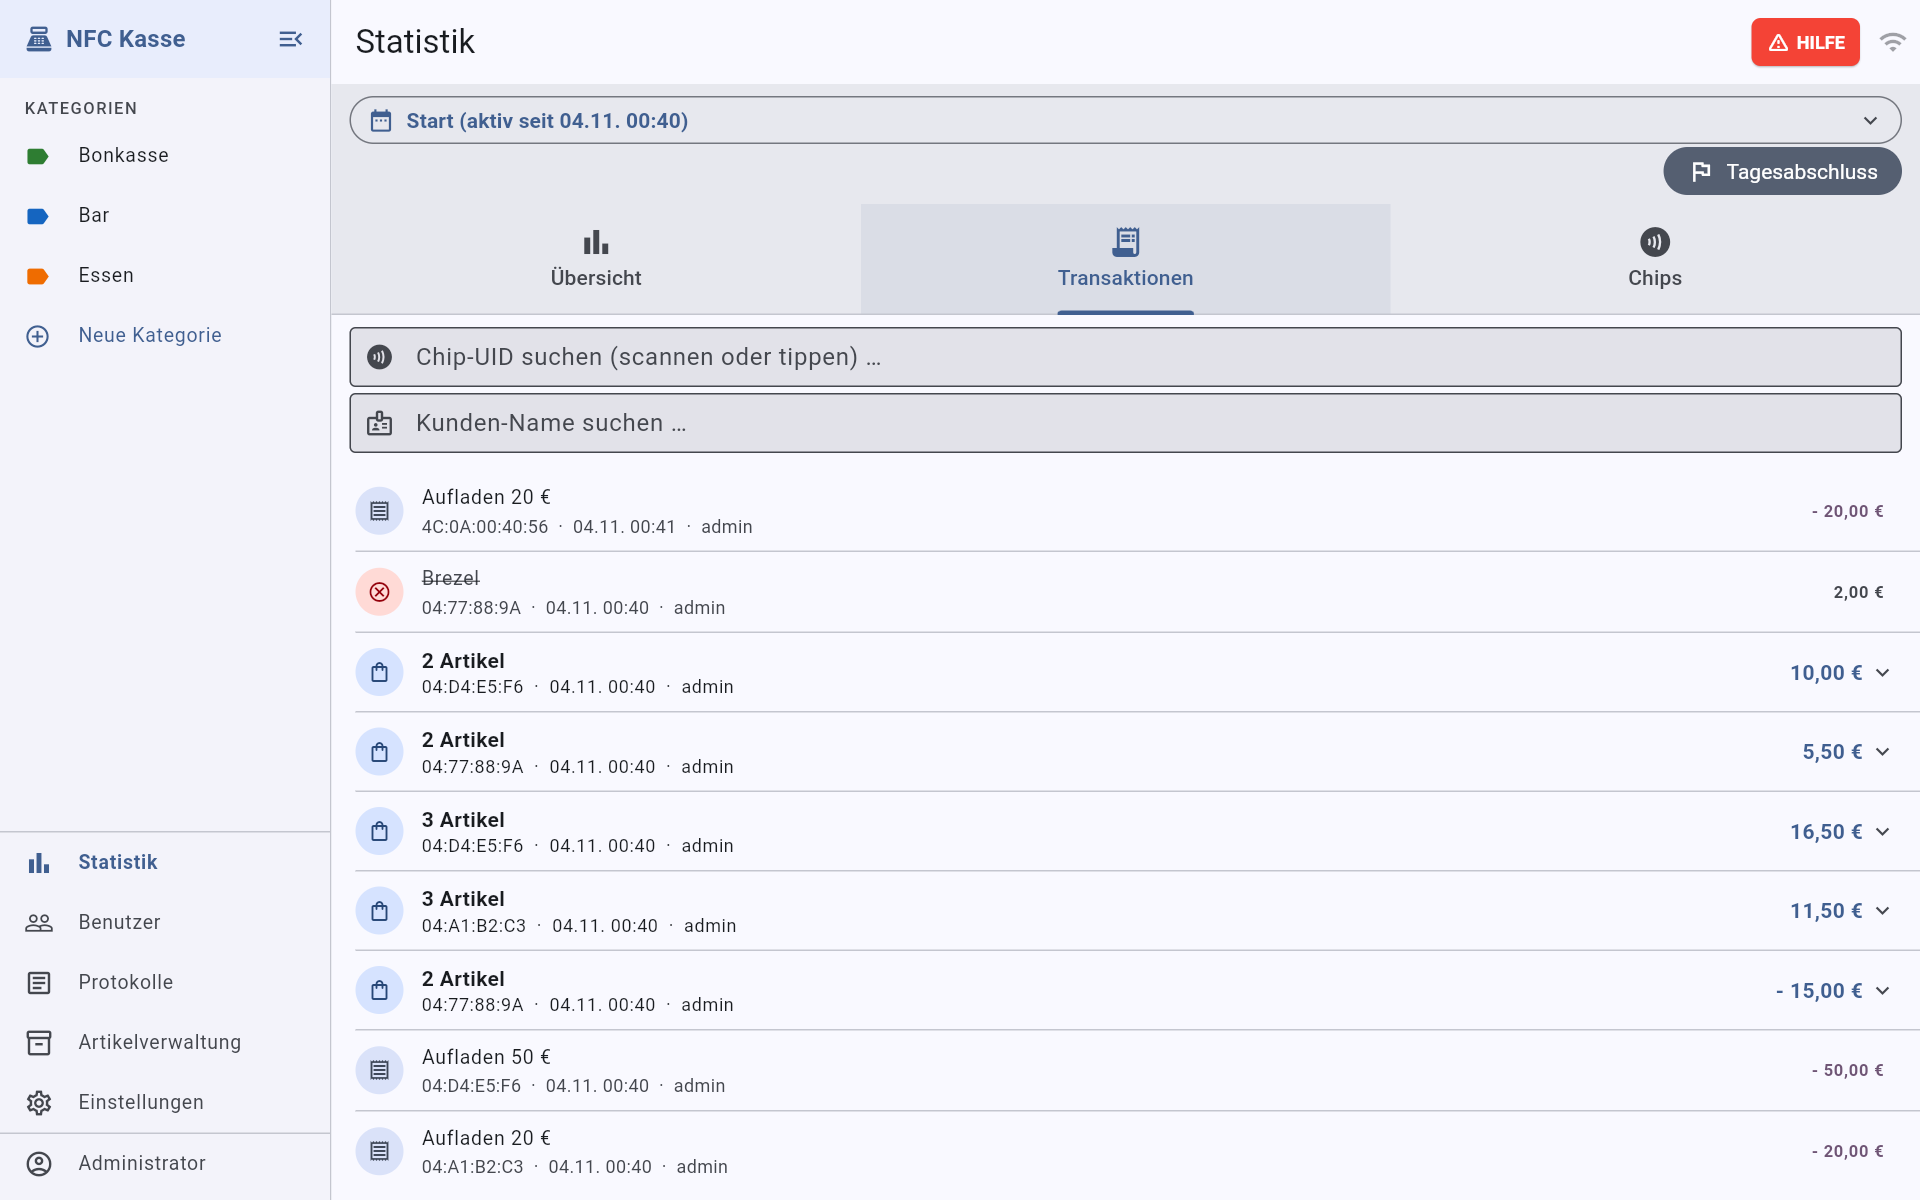 NFC Kasse
KATEGORIEN
Bonkasse
Bar
Essen
Neue Kategorie
Statistik
Benutzer
Protokolle
Artikelverwaltung
Einstellungen
Administrator
Statistik
HILFE
Start (aktiv seit 04.11. 00:40)
Tagesabschluss
Übersicht
Transaktionen
Chips
Chip-UID suchen (scannen oder tippen) …
Kunden-Name suchen …
Aufladen 20 €
4C:0A:00:40:56 · 04.11. 00:41 · admin
- 20,00 €
Brezel
04:77:88:9A · 04.11. 00:40 · admin
2,00 €
2 Artikel
04:D4:E5:F6 · 04.11. 00:40 · admin
10,00 €
2 Artikel
04:77:88:9A · 04.11. 00:40 · admin
5,50 €
3 Artikel
04:D4:E5:F6 · 04.11. 00:40 · admin
16,50 €
3 Artikel
04:A1:B2:C3 · 04.11. 00:40 · admin
11,50 €
2 Artikel
04:77:88:9A · 04.11. 00:40 · admin
- 15,00 €
Aufladen 50 €
04:D4:E5:F6 · 04.11. 00:40 · admin
- 50,00 €
Aufladen 20 €
04:A1:B2:C3 · 04.11. 00:40 · admin
- 20,00 €